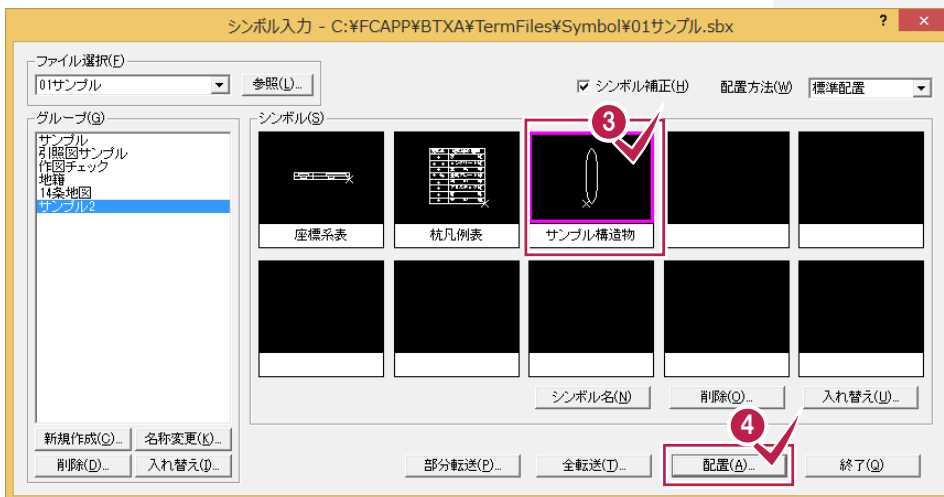 シンボル入力 - C:¥FCAPP¥BTXA¥TermFiles¥Symbol¥01サンプル.sbx
? ×
ファイル選択(F)
01サンプル
参照(L)...
シンボル補正(H)
配置方法(W)
標準配置
グループ(G)
サンプル
引照図サンプル
作図チェック
地籍
14条地図
サンプル2
シンボル(S)
3
座標系表
杭凡例表
サンプル構造物
シンボル名(N)
削除(O)...
入れ替え(U)...
新規作成(C)...
名称変更(K)...
削除(D)...
入れ替え(I)...
4
部分転送(P)...
全転送(T)...
配置(A)...
終了(Q)